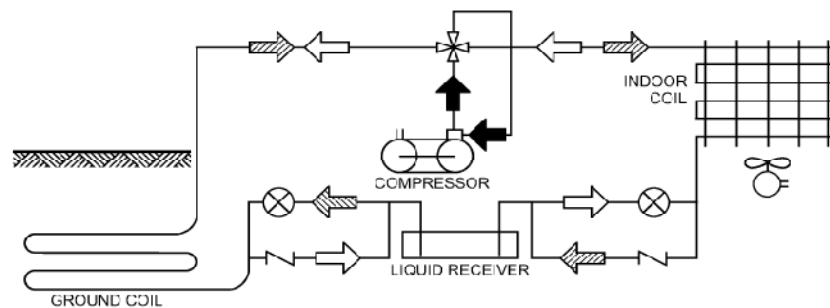 INDOOR
COIL
COMPRESSOR
LIQUID RECEIVER
GROUND COIL